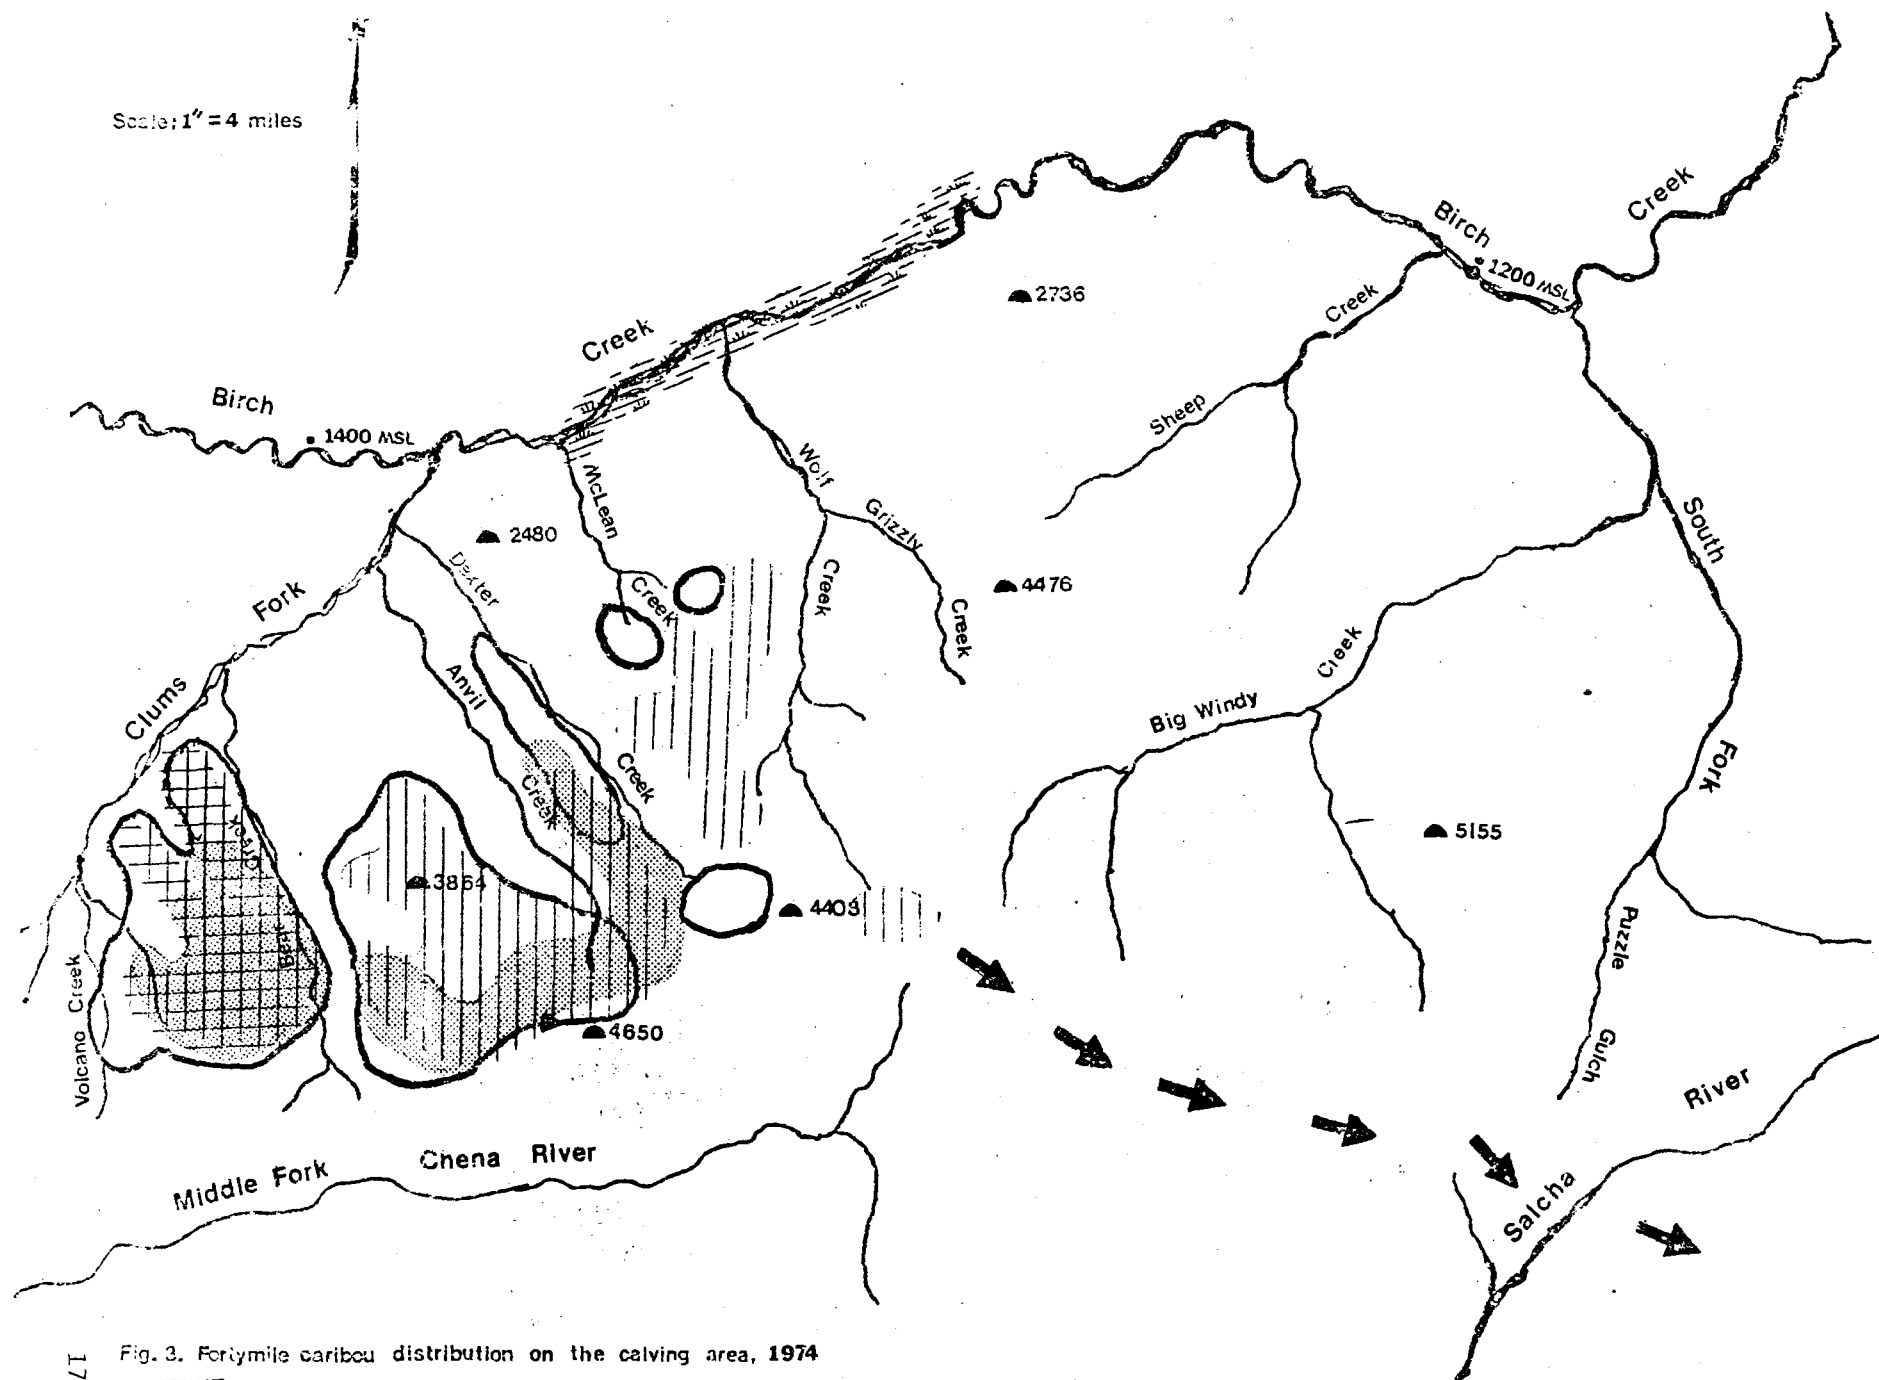 Scale: 1" = 4 miles
Birch
Creek
1200 MSL
2736
Creek
Creek
Birch
1400 MSL
Sheep
McLean
Wolf
Grizzly
South
2480
Dexter
4476
Creek
Creek
Creek
Fork
Creek
Anvil
Clums
Big Windy
Creek
Fork
Creek
5155
Creek
3864
4403
Bear
Puzzle
Volcano Creek
4650
Gulch
River
Middle Fork
Chena River
Salcha
Fig. 3. Fortymile caribou distribution on the calving area, 1974
17